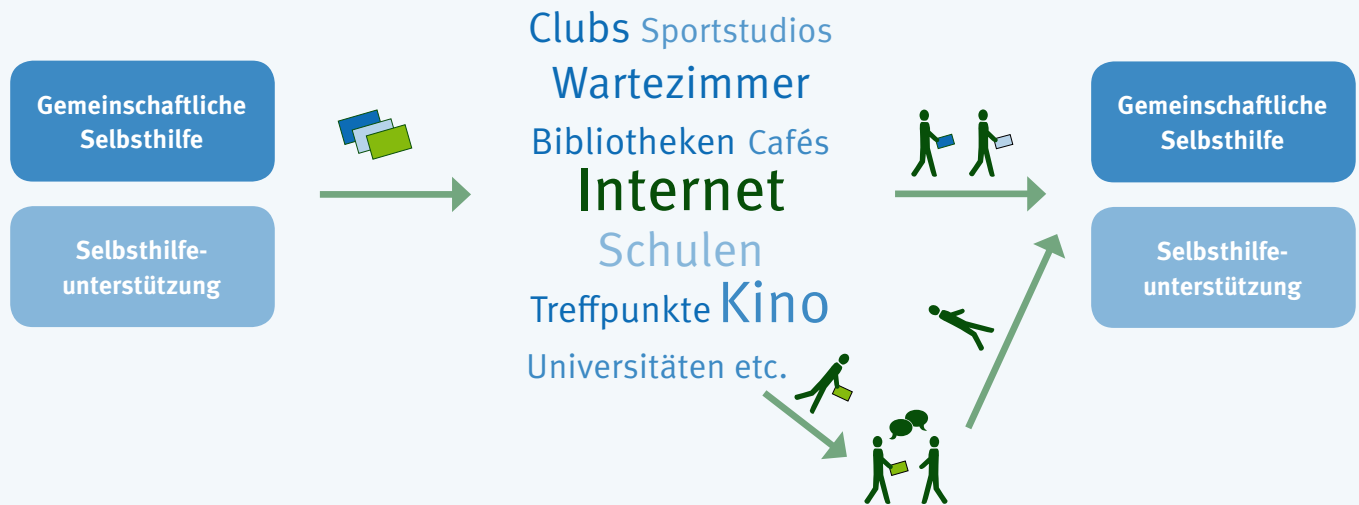 Gemeinschaftliche
Selbsthilfe
Selbsthilfe-
unterstützung
Clubs Sportstudios
Wartezimmer
Bibliotheken Cafés
Internet
Schulen
Treffpunkte Kino
Universitäten etc.
Gemeinschaftliche
Selbsthilfe
Selbsthilfe-
unterstützung